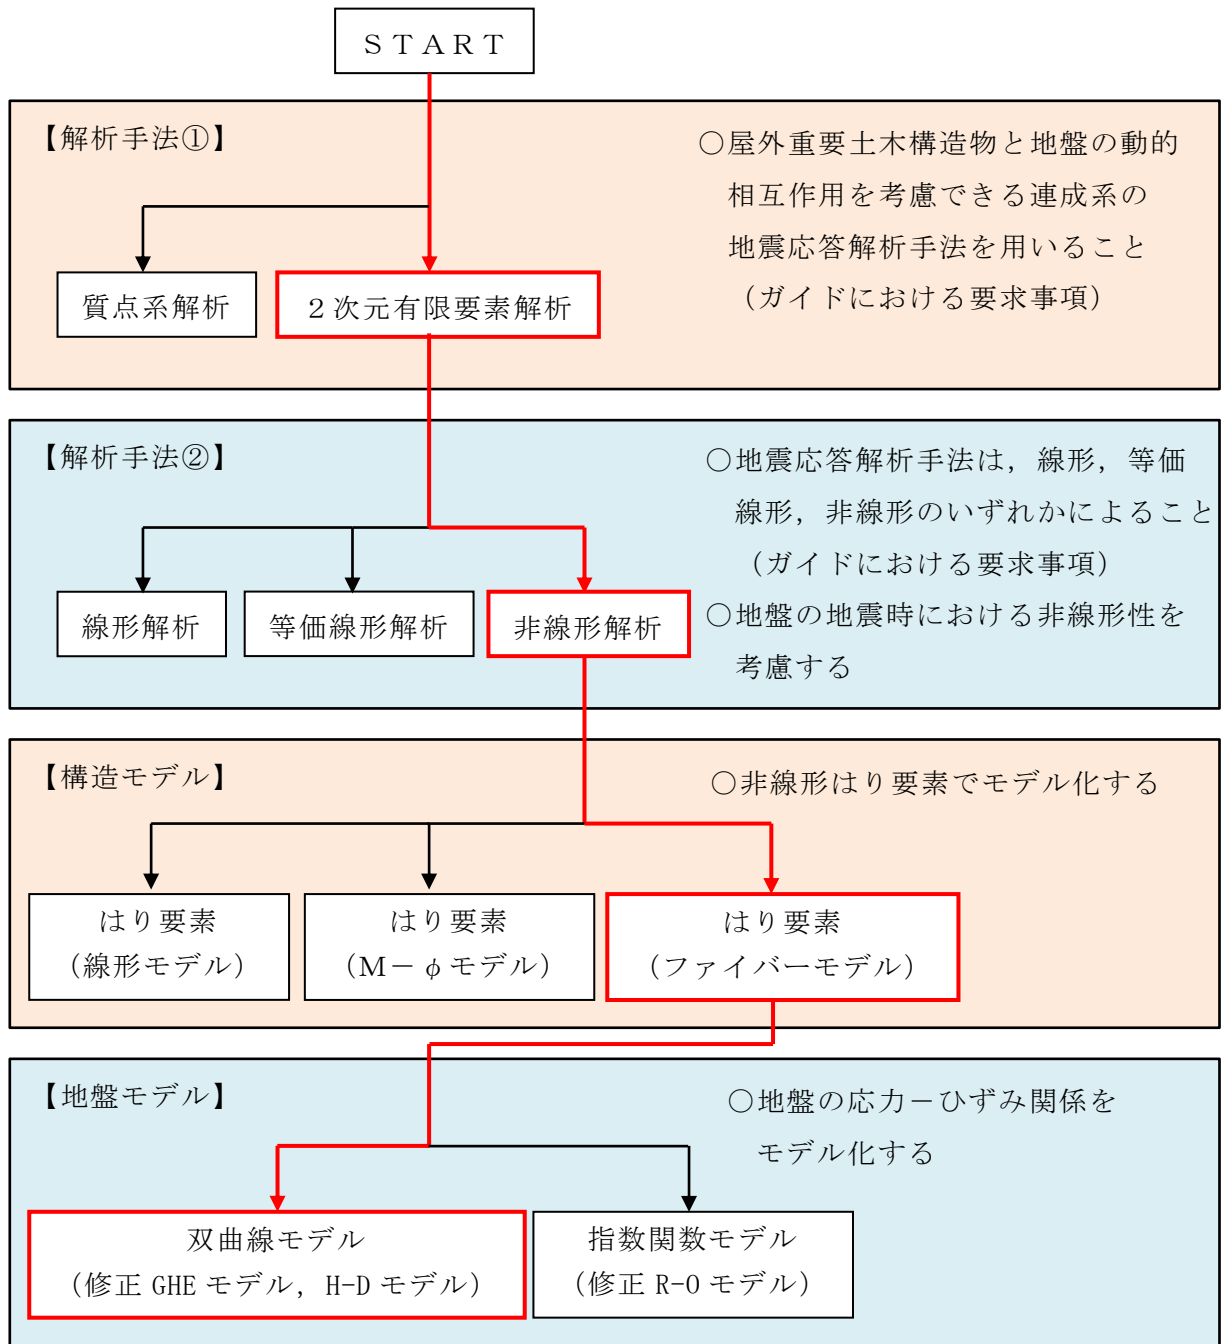 ＳＴＡＲＴ
【解析手法①】
○屋外重要土木構造物と地盤の動的
相互作用を考慮できる連成系の
地震応答解析手法を用いること
（ガイドにおける要求事項）
質点系解析
２次元有限要素解析
【解析手法②】
○地震応答解析手法は，線形，等価
線形，非線形のいずれかによること
（ガイドにおける要求事項）
○地盤の地震時における非線形性を
考慮する
線形解析
等価線形解析
非線形解析
【構造モデル】
○非線形はり要素でモデル化する
はり要素
（線形モデル）
はり要素
（Ｍ－φモデル）
はり要素
（ファイバーモデル）
【地盤モデル】
○地盤の応力－ひずみ関係を
モデル化する
双曲線モデル
（修正 GHE モデル，H-D モデル）
指数関数モデル
（修正 R-O モデル）